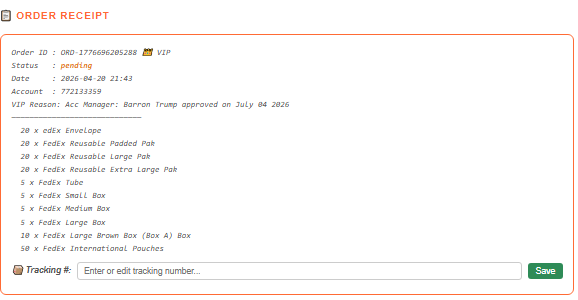 ORDER RECEIPT
Order ID : ORD-1776696205288 VIP
Status : pending
Date : 2026-04-20 21:43
Account : 772133359
VIP Reason: Acc Manager: Barron Trump approved on July 04 2026
20 x edEx Envelope
20 x FedEx Reusable Padded Pak
20 x FedEx Reusable Large Pak
20 x FedEx Reusable Extra Large Pak
5 x FedEx Tube
5 x FedEx Small Box
5 x FedEx Medium Box
5 x FedEx Large Box
10 x FedEx Large Brown Box (Box A) Box
50 x FedEx International Pouches
Tracking #: Enter or edit tracking number... Save